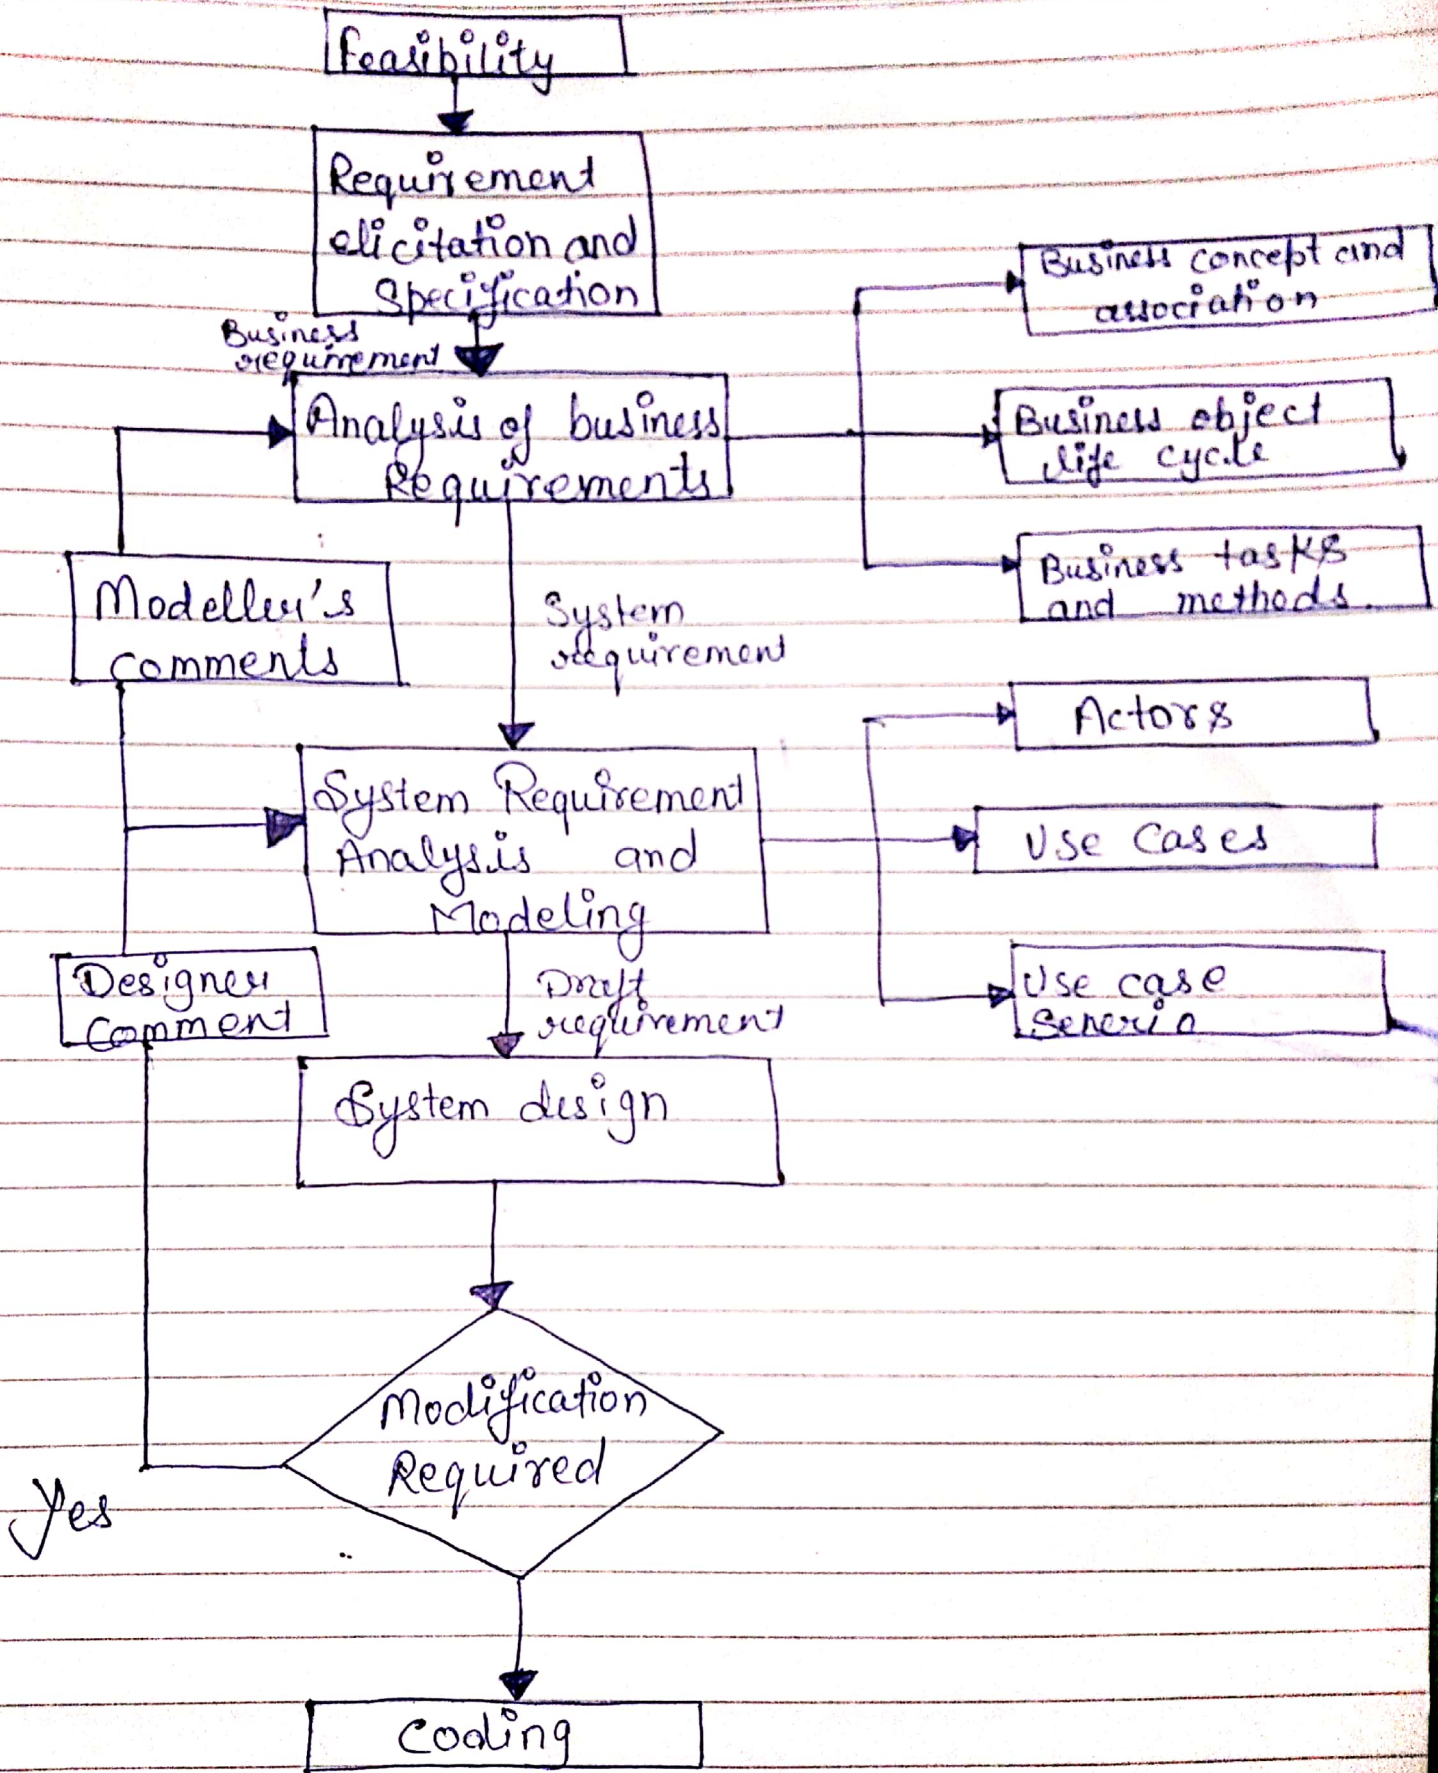 Feasibility
Requirement
elicitation and
Specification
Business
requirement
Analysis of business
Requirements
Business concept and
association
Business object
life cycle
Business tasks
and methods.
Modeller's
comments
System
requirement
System Requirement
Analysis and
Modeling
Actors
Use Cases
Use case
Senerio
Designer
Comment
Draft
requirement
System design
Modification
Required
Yes
Coding